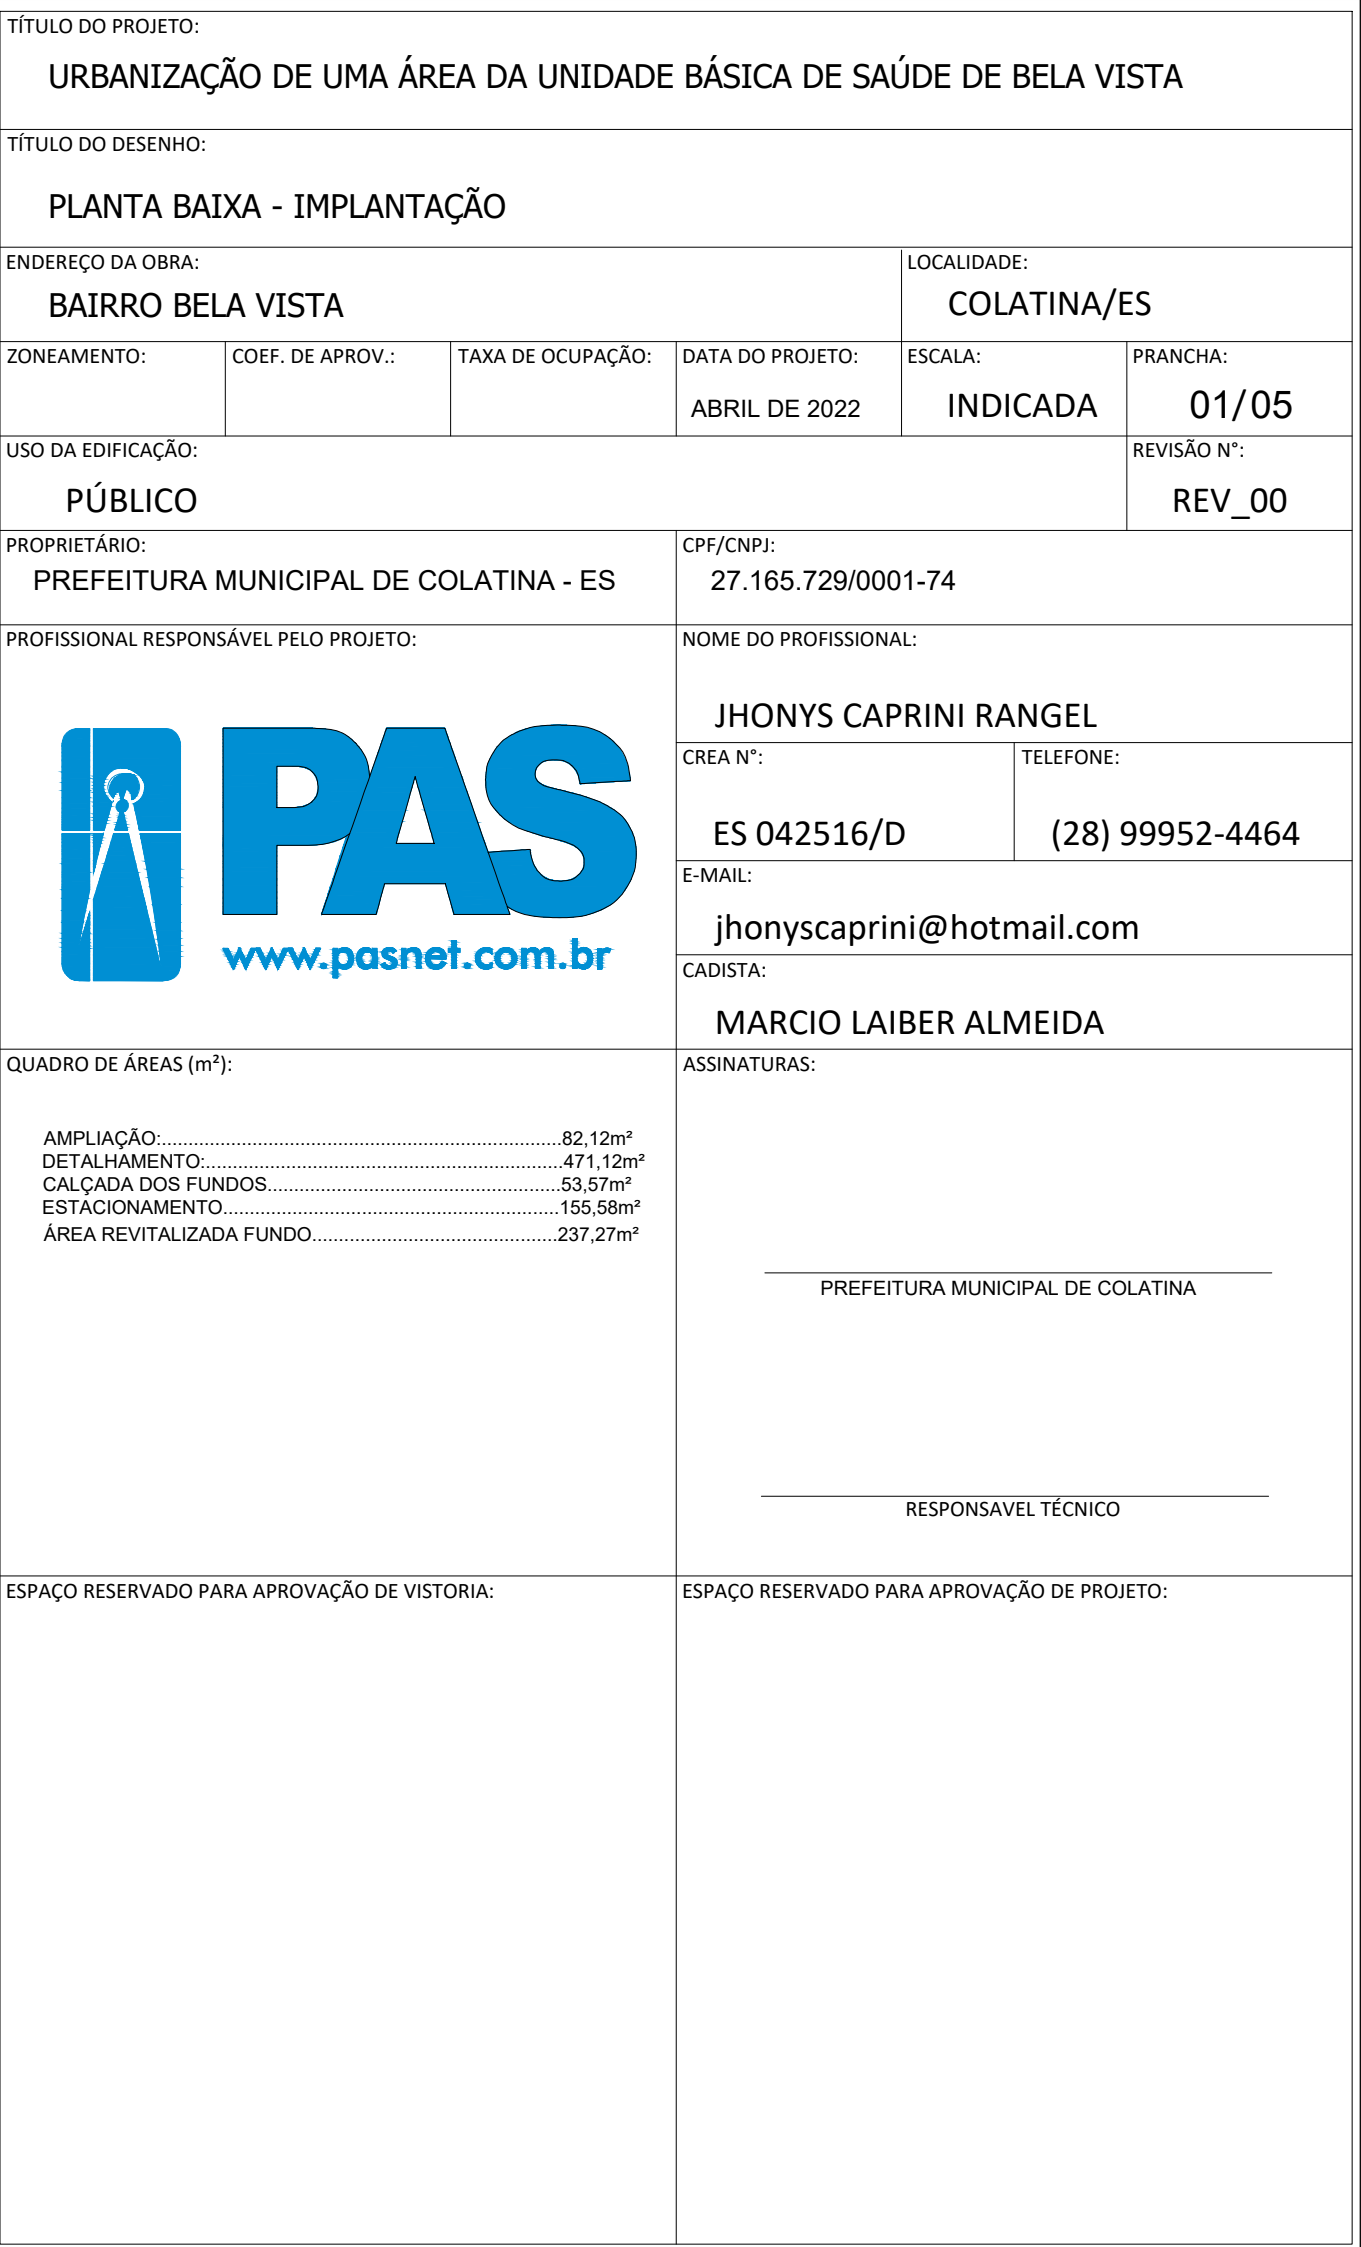 TÍTULO DO PROJETO:
URBANIZAÇÃO DE UMA ÁREA DA UNIDADE BÁSICA DE SAÚDE DE BELA VISTA
TÍTULO DO DESENHO:
PLANTA BAIXA - IMPLANTAÇÃO
ENDEREÇO DA OBRA:
BAIRRO BELA VISTA
LOCALIDADE:
COLATINA/ES
ZONEAMENTO:
COEF. DE APROV.:
TAXA DE OCUPAÇÃO:
DATA DO PROJETO:
ABRIL DE 2022
ESCALA:
INDICADA
PRANCHA:
01/05
USO DA EDIFICAÇÃO:
PÚBLICO
REVISÃO N°:
REV_00
PROPRIETÁRIO:
PREFEITURA MUNICIPAL DE COLATINA - ES
CPF/CNPJ:
27.165.729/0001-74
PROFISSIONAL RESPONSÁVEL PELO PROJETO:
PAS
www.pasnet.com.br
NOME DO PROFISSIONAL:
JHONYS CAPRINI RANGEL
CREA N°:
ES 042516/D
TELEFONE:
(28) 99952-4464
E-MAIL:
jhonyscaprini@hotmail.com
CADISTA:
MARCIO LAIBER ALMEIDA
QUADRO DE ÁREAS (m²):
AMPLIAÇÃO:...........................................................................82,12m²
DETALHAMENTO:...................................................................471,12m²
CALÇADA DOS FUNDOS.......................................................53,57m²
ESTACIONAMENTO...............................................................155,58m²
ÁREA REVITALIZADA FUNDO..............................................237,27m²
ASSINATURAS:
PREFEITURA MUNICIPAL DE COLATINA
RESPONSAVEL TÉCNICO
ESPAÇO RESERVADO PARA APROVAÇÃO DE VISTORIA:
ESPAÇO RESERVADO PARA APROVAÇÃO DE PROJETO: